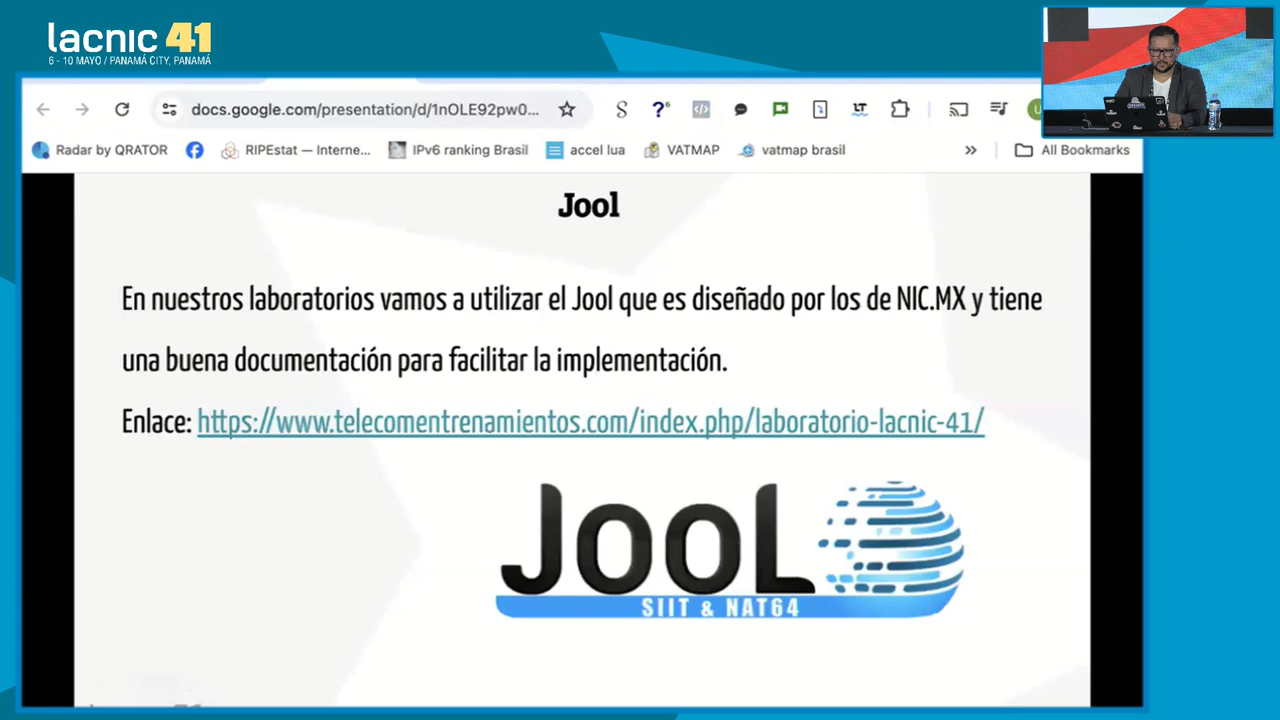 lacnic 41
6 - 10 MAYO / PANAMÁ CITY, PANAMÁ
docs.google.com/presentation/d/1nOLE92pw0...
Radar by QRATOR
RIPEstat — Interne...
IPv6 ranking Brasil
accel lua
VATMAP
vatmap brasil
All Bookmarks
Jool
En nuestros laboratorios vamos a utilizar el Jool que es diseñado por los de NIC.MX y tiene
una buena documentación para facilitar la implementación.
Enlace: https://www.telecomentrenamientos.com/index.php/laboratorio-lacnic-41/
JOOL
SIIT & NAT64